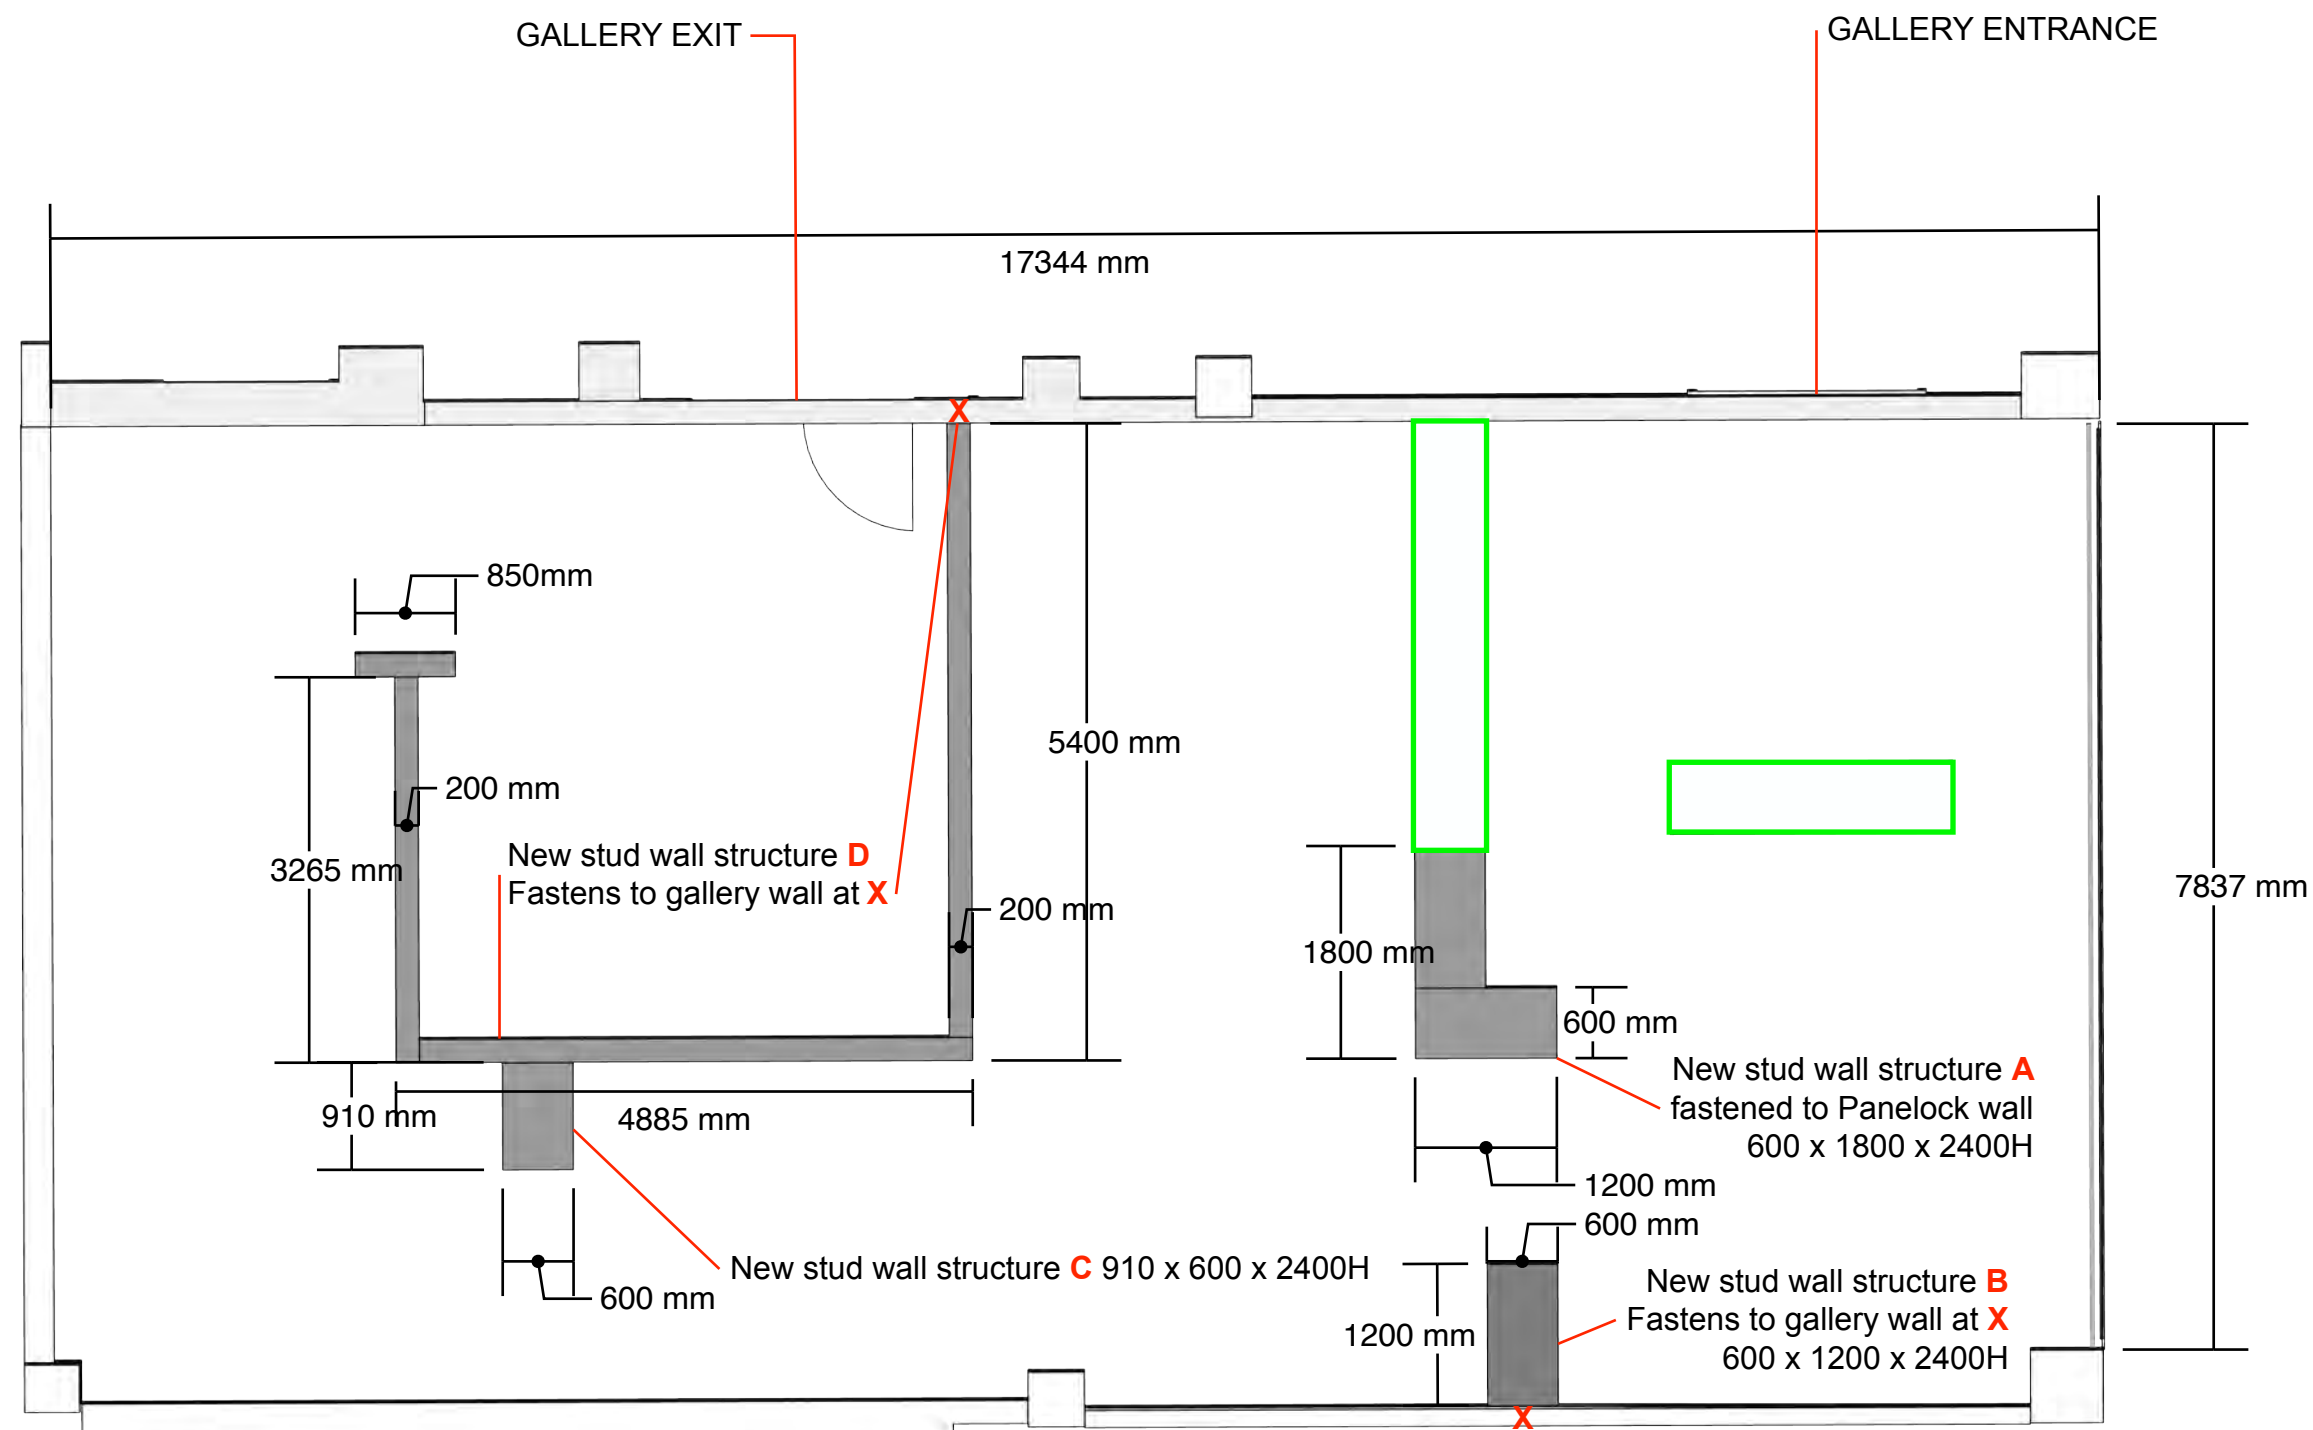 GALLERY EXIT
GALLERY ENTRANCE
17344 mm
X
850mm
5400 mm
200 mm
New stud wall structure D
Fastens to gallery wall at X
3265 mm
200 mm
7837 mm
1800 mm
600 mm
New stud wall structure A
fastened to Panelock wall
600 x 1800 x 2400H
910 mm
4885 mm
1200 mm
600 mm
New stud wall structure C 910 x 600 x 2400H
600 mm
New stud wall structure B
Fastens to gallery wall at X
600 x 1200 x 2400H
1200 mm
X